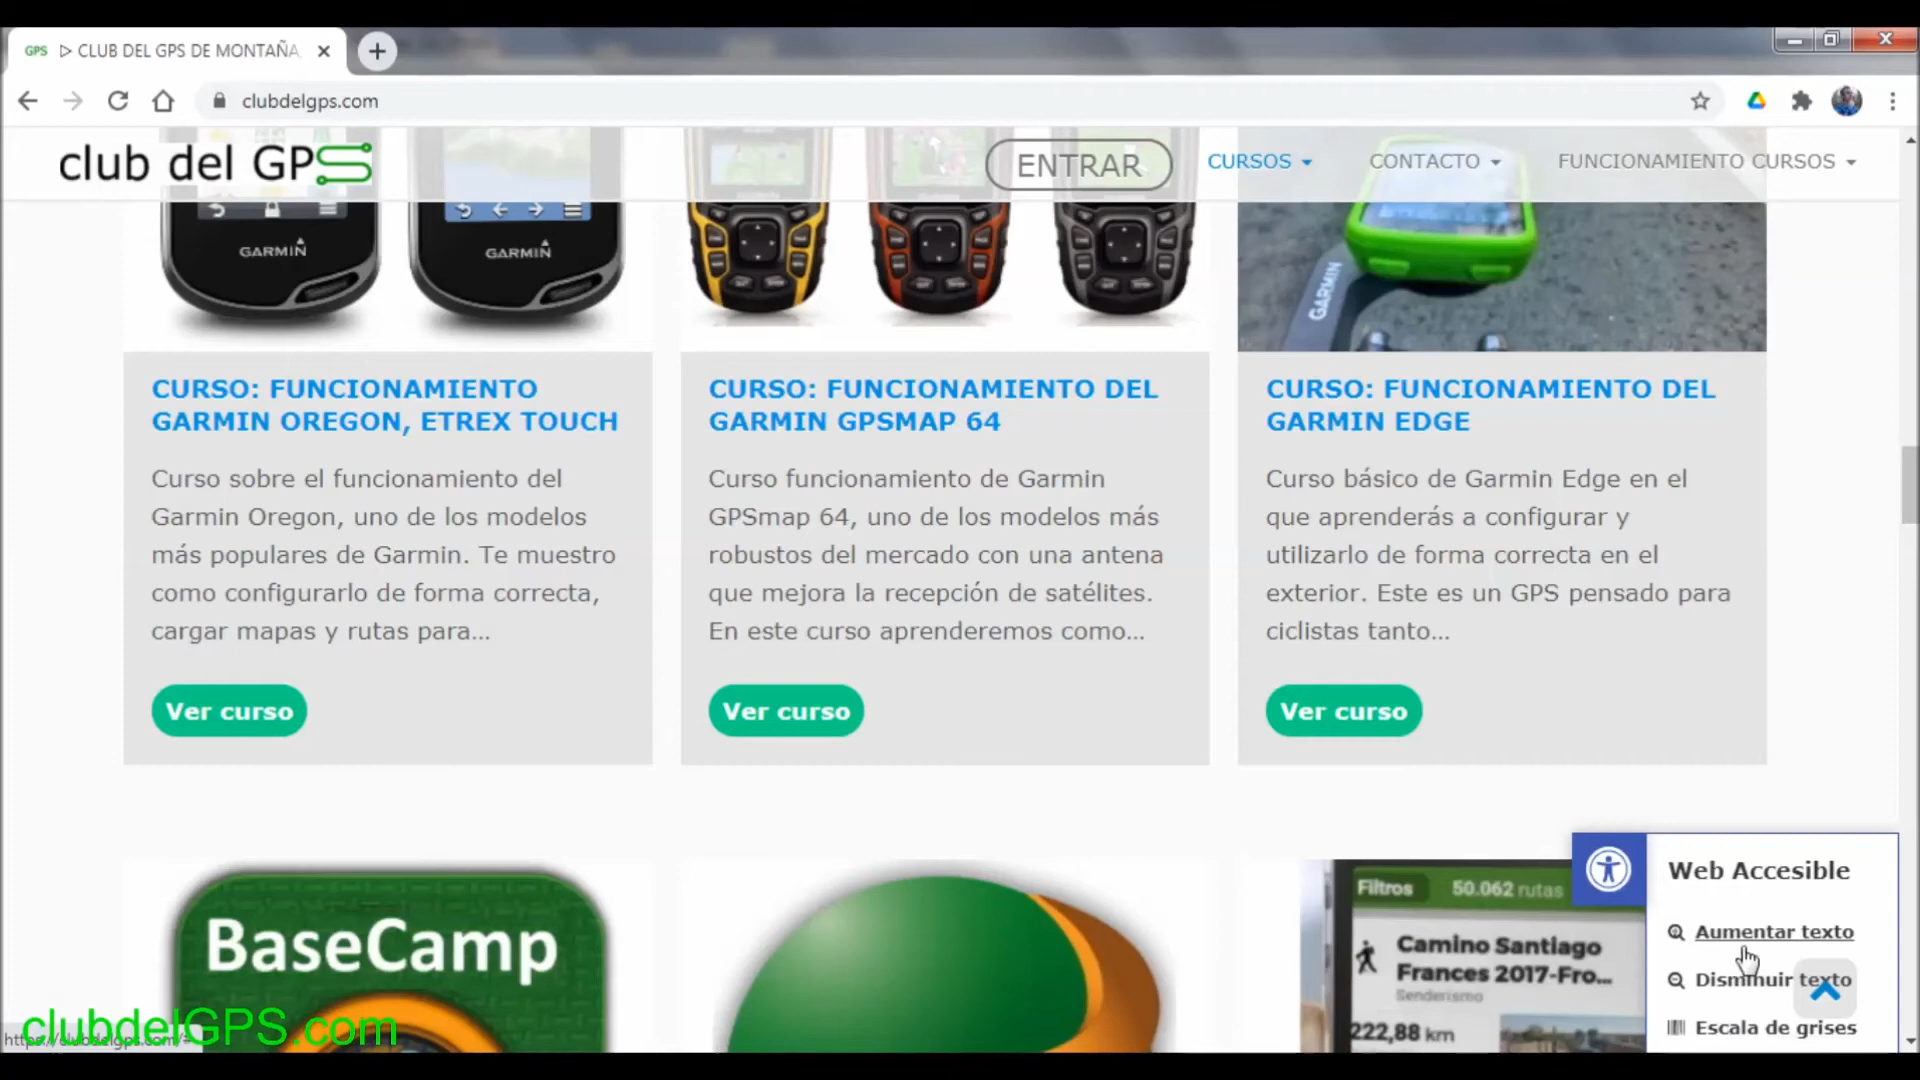 GPS ▷ CLUB DEL GPS DE MONTAÑA
clubdelgps.com
club del GPS
ENTRAR
CURSOS
CONTACTO
FUNCIONAMIENTO CURSOS
GARMIN
GARMIN
GARMIN
CURSO: FUNCIONAMIENTO
GARMIN OREGON, ETREX TOUCH
Curso sobre el funcionamiento del
Garmin Oregon, uno de los modelos
más populares de Garmin. Te muestro
como configurarlo de forma correcta,
cargar mapas y rutas para...
Ver curso
CURSO: FUNCIONAMIENTO DEL
GARMIN GPSMAP 64
Curso funcionamiento de Garmin
GPSmap 64, uno de los modelos más
robustos del mercado con una antena
que mejora la recepción de satélites.
En este curso aprenderemos como...
Ver curso
CURSO: FUNCIONAMIENTO DEL
GARMIN EDGE
Curso básico de Garmin Edge en el
que aprenderás a configurar y
utilizarlo de forma correcta en el
exterior. Este es un GPS pensado para
ciclistas tanto...
Ver curso
BaseCamp
Filtros 50.062 rutas
Camino Santiago
Frances 2017-Fro...
Senderismo
222,88 km
Web Accesible
Aumentar texto
Disminuir texto
Escala de grises
clubdelGPS.com
https://clubdelgps.com/#